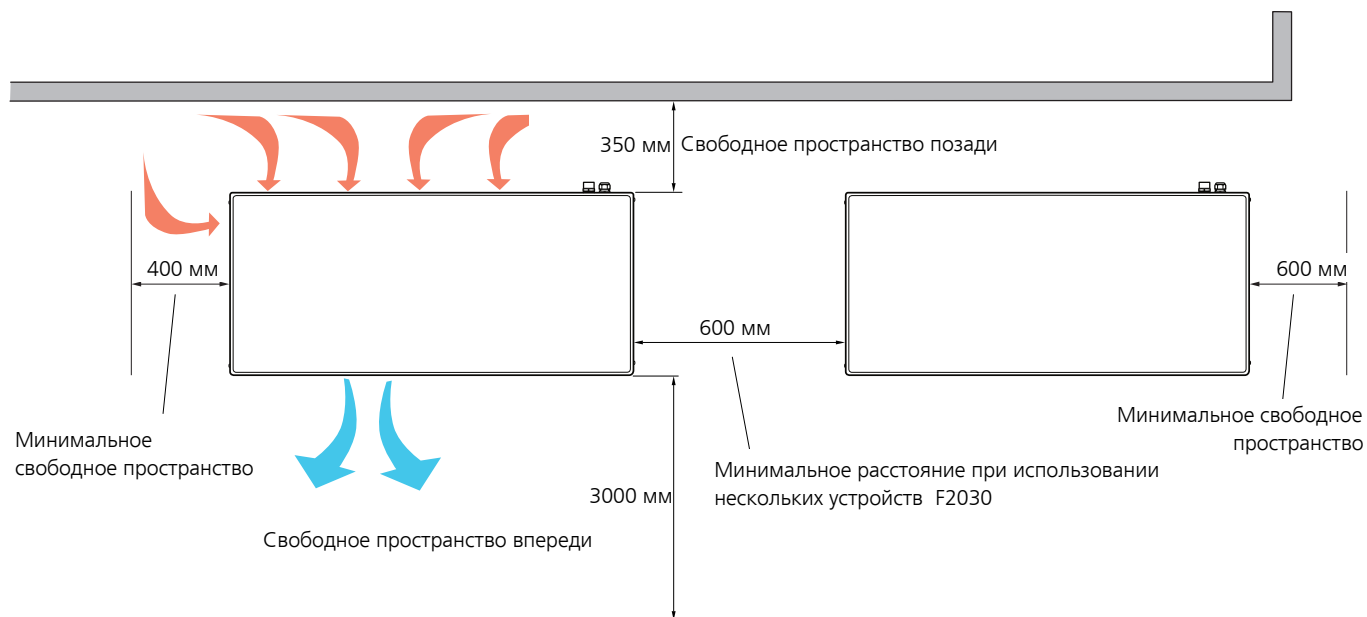 350 мм
Свободное пространство позади
400 мм
600 мм
600 мм
Минимальное
свободное пространство
Минимальное свободное
пространство
Минимальное расстояние при использовании
нескольких устройств F2030
3000 мм
Свободное пространство впереди